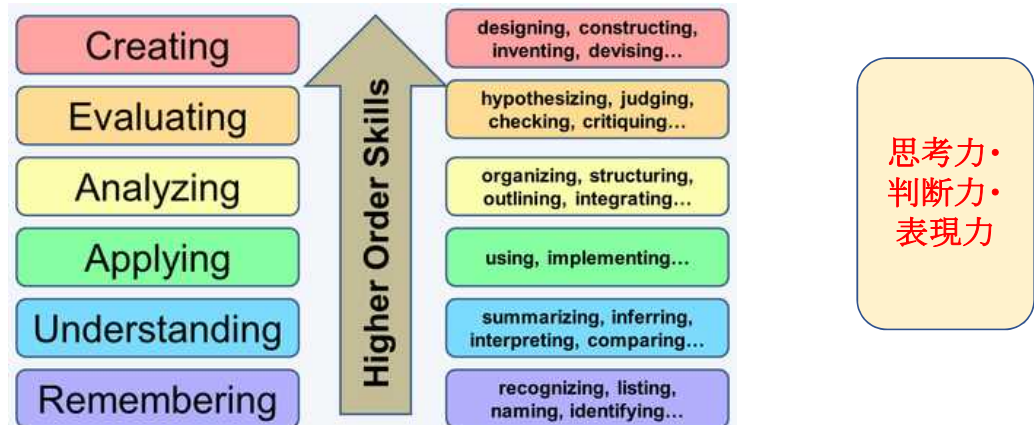 Creating
designing, constructing,
inventing, devising…
Evaluating
hypothesizing, judging,
checking, critiquing…
Analyzing
organizing, structuring,
outlining, integrating…
Applying
using, implementing…
Understanding
summarizing, inferring,
interpreting, comparing…
Remembering
recognizing, listing,
naming, identifying…
Higher Order Skills
思考力・
判断力・
表現力